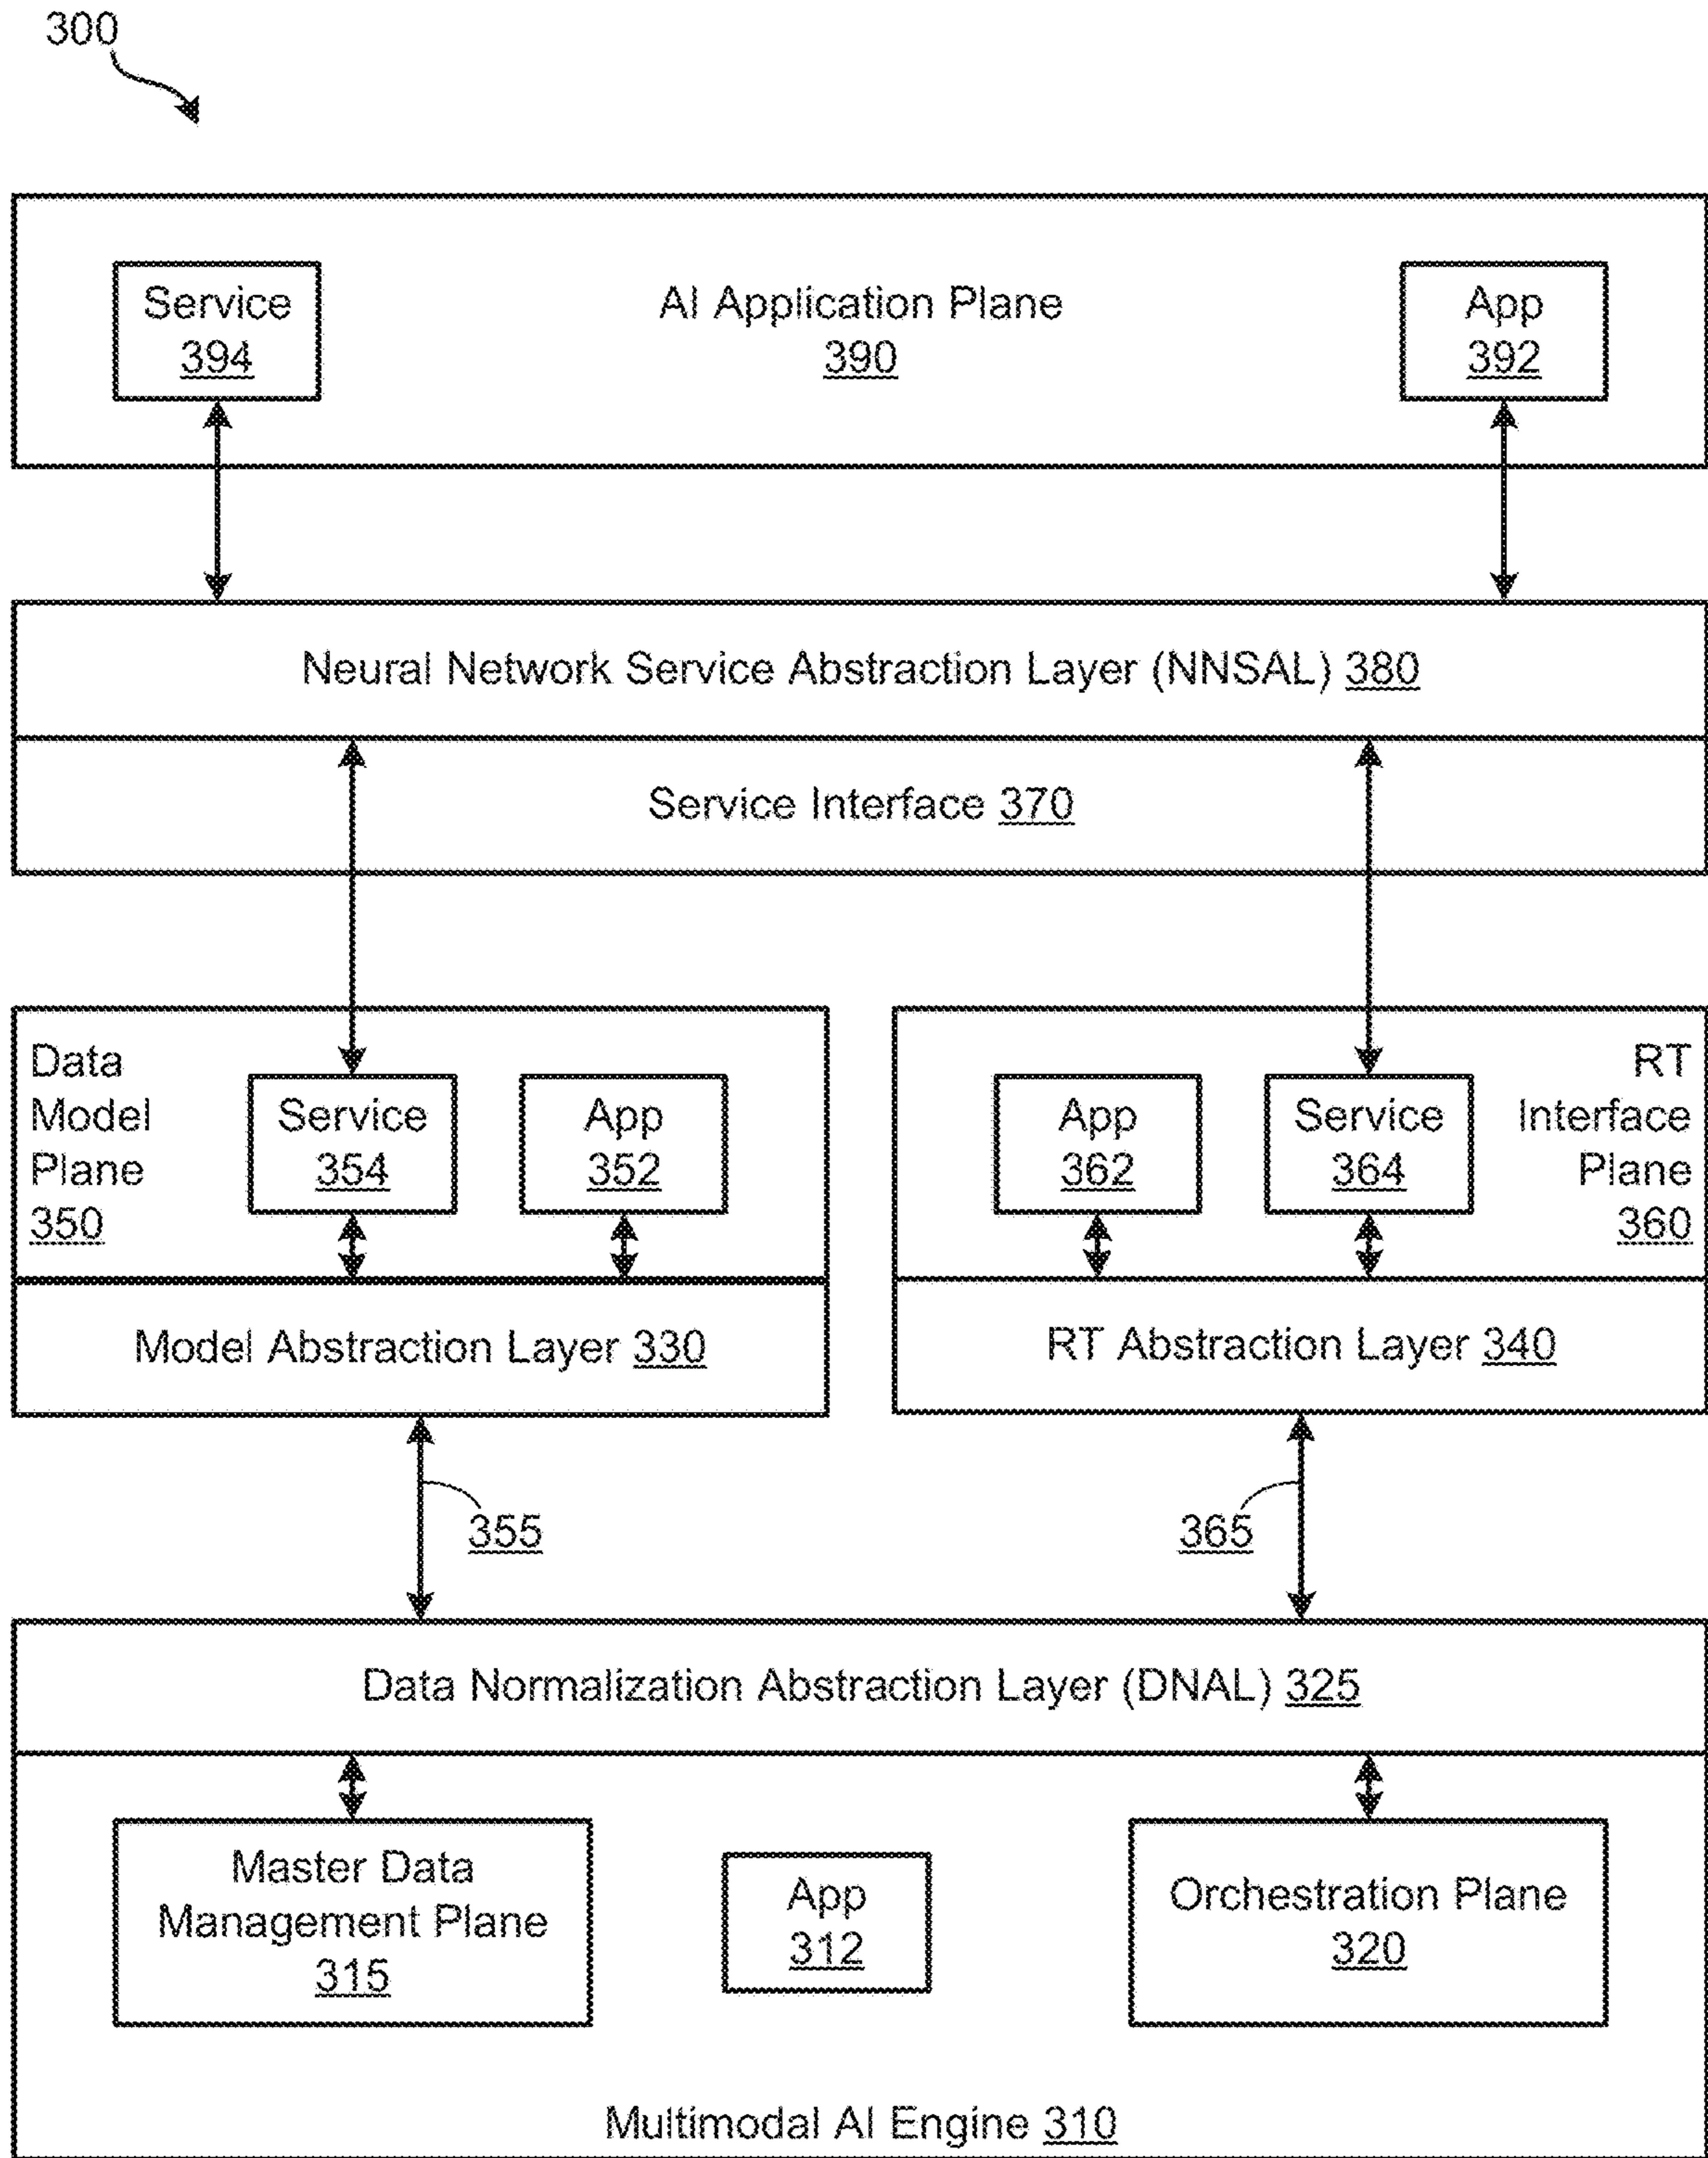 300
Service
394
AI Application Plane
390
App
392
Neural Network Service Abstraction Layer (NNSAL) 380
Service Interface 370
Data
Model
Plane
350
Service
354
App
352
App
362
Service
364
RT
Interface
Plane
360
Model Abstraction Layer 330
RT Abstraction Layer 340
355
365
Data Normalization Abstraction Layer (DNAL) 325
Master Data
Management Plane
315
App
312
Orchestration Plane
320
Multimodal AI Engine 310